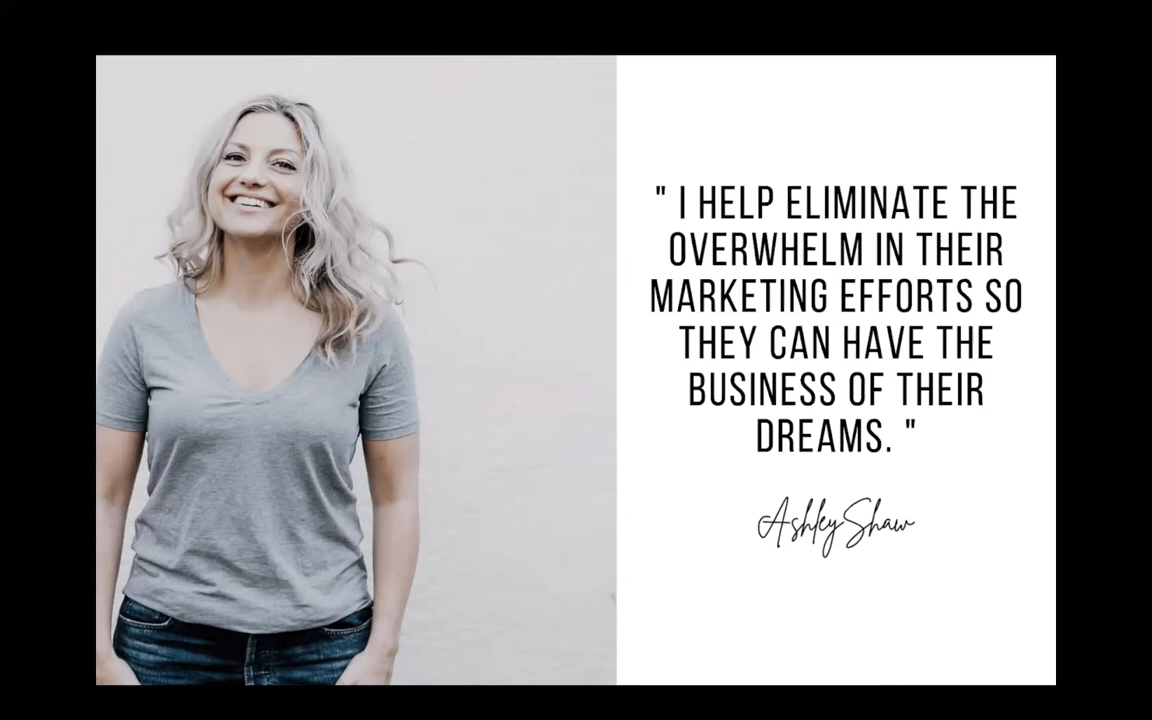 " I HELP ELIMINATE THE
OVERWHELM IN THEIR
MARKETING EFFORTS SO
THEY CAN HAVE THE
BUSINESS OF THEIR
DREAMS. "
Ashley Shaw